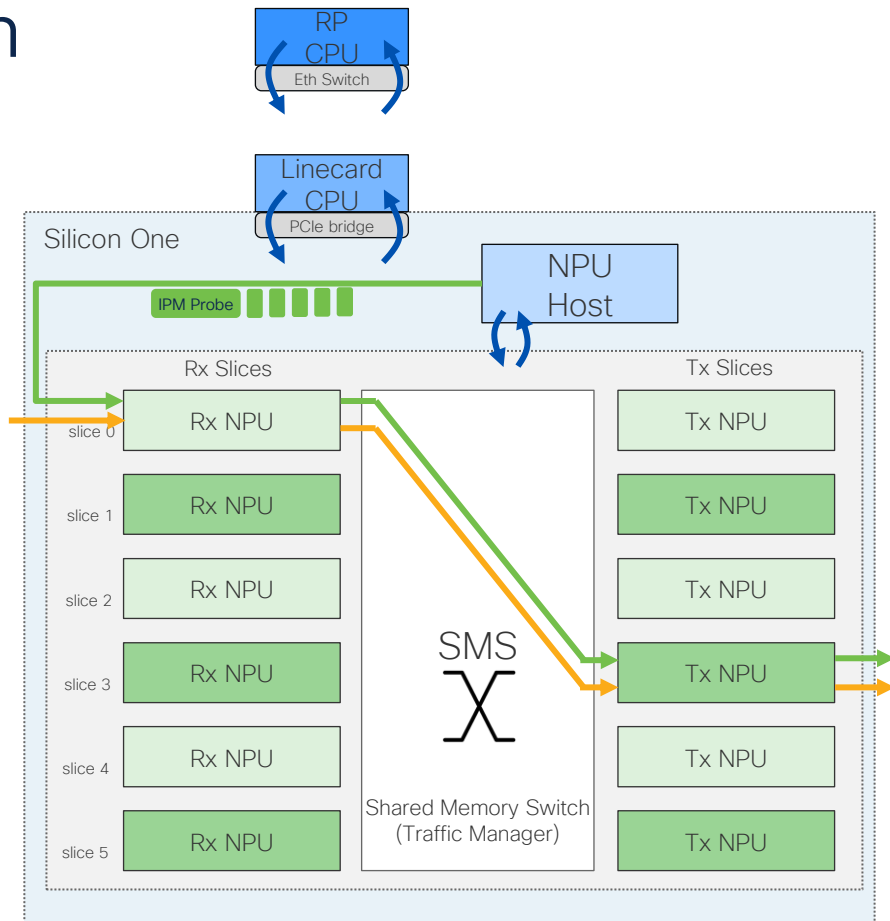 n
RP
CPU
Eth Switch
Linecard
CPU
PCIe bridge
Silicon One
NPU
Host
IPM Probe
Rx Slices
Tx Slices
slice 0
Rx NPU
Tx NPU
slice 1
Rx NPU
Tx NPU
slice 2
Rx NPU
Tx NPU
SMS
slice 3
Rx NPU
Tx NPU
slice 4
Rx NPU
Tx NPU
Shared Memory Switch
(Traffic Manager)
slice 5
Rx NPU
Tx NPU